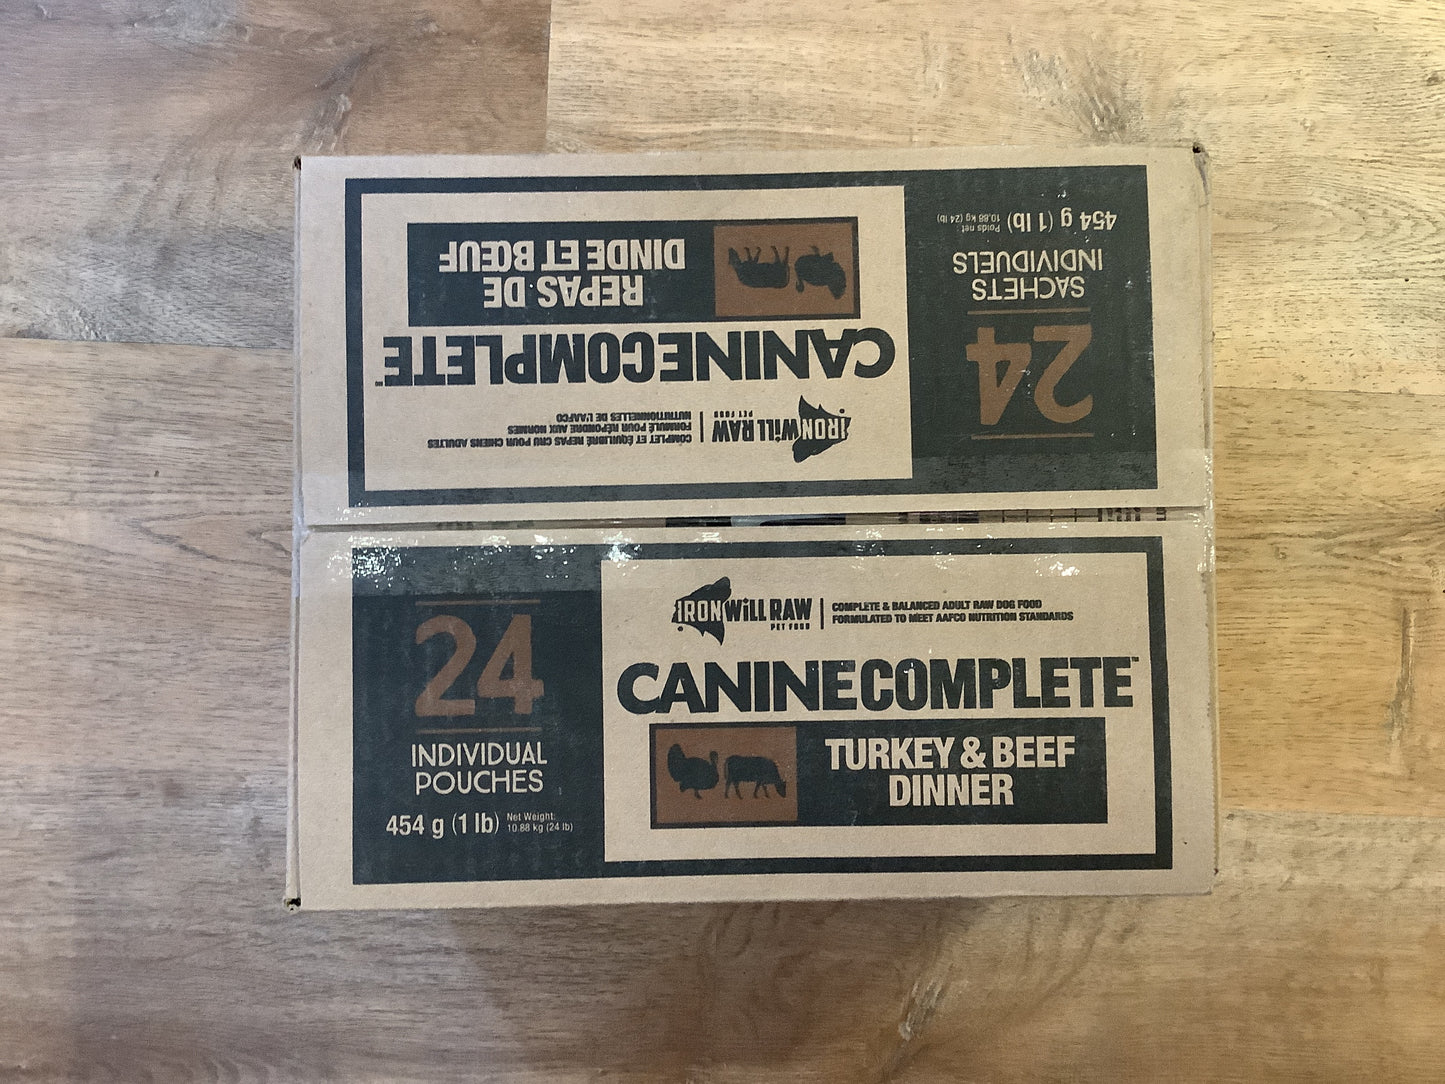 24
SACHETS
INDIVIDUELS
454 g (1 lb) Poids net :
10,88 kg (24 lb)
IRON WiLL RAW
PET FOOD
COMPLET ET ÉQUILIBRÉ REPAS CRU POUR CHIENS ADULTES
FORMULÉ POUR RÉPONDRE AUX NORMES
NUTRITIONNELLES DE L'AAFCO
CANINECOMPLETE™
REPAS DE
DINDE ET BŒUF
24
INDIVIDUAL
POUCHES
454 g (1 lb) Net Weight:
10.88 kg (24 lb)
IRON WiLL RAW
PET FOOD
COMPLETE & BALANCED ADULT RAW DOG FOOD
FORMULATED TO MEET AAFCO NUTRITION STANDARDS
CANINECOMPLETE™
TURKEY & BEEF
DINNER